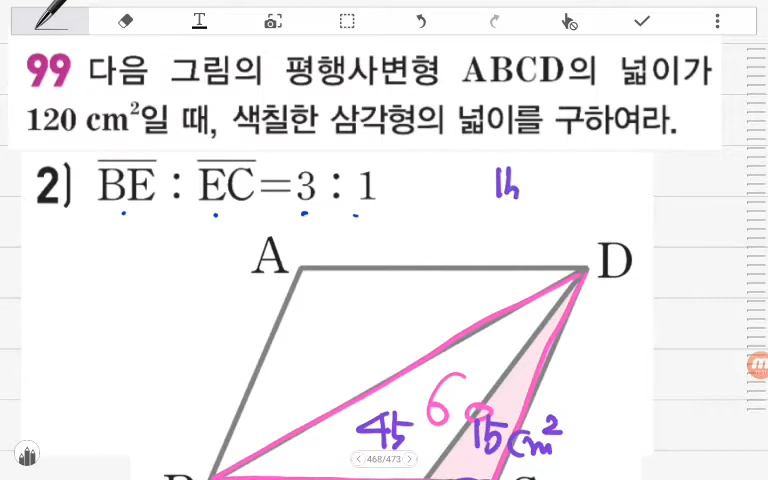 T
99 다음 그림의 평행사변형 ABCD의 넓이가
120 cm²일 때, 색칠한 삼각형의 넓이를 구하여라.
2) BE : EC=3 : 1
A
D
60
45
15cm²
468/473